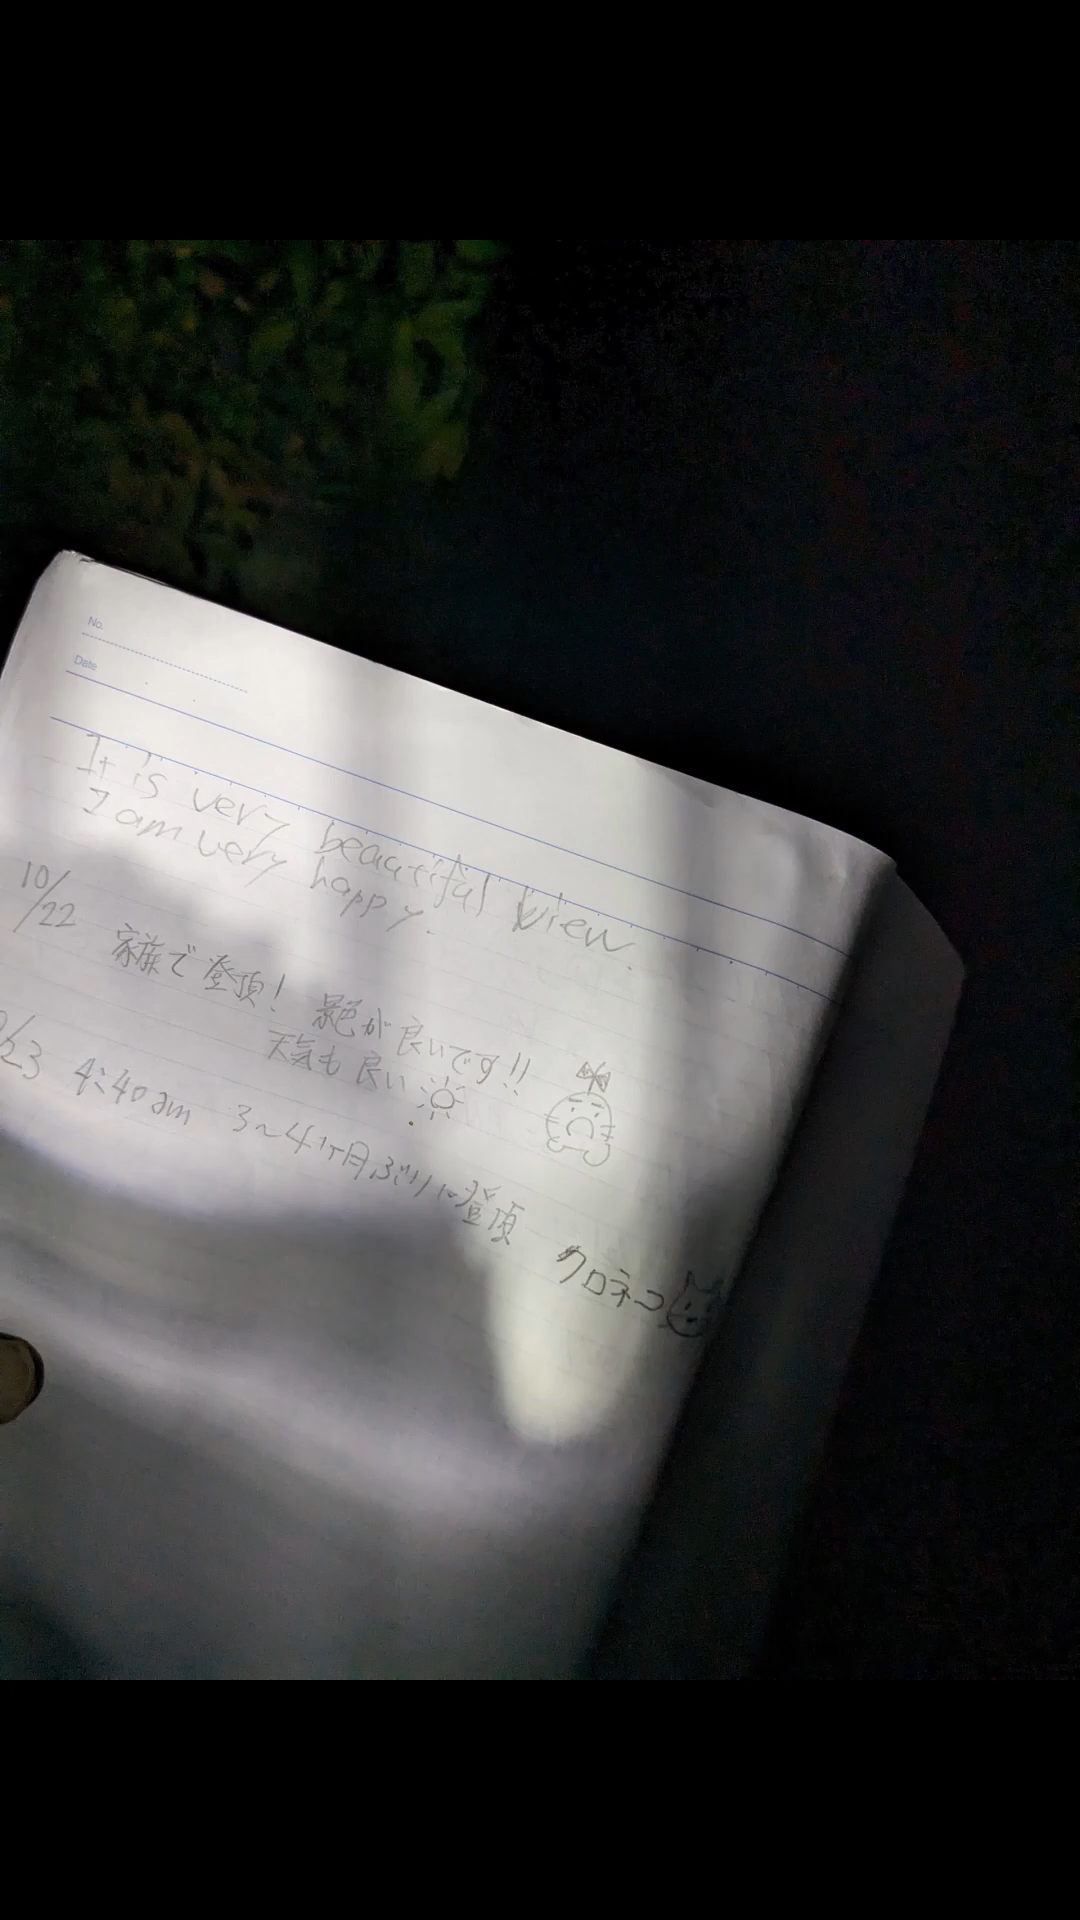 No.
Date
It is very beautiful view.
I am very happy.
10/22 家族で登頂! 景色が良いです!!
天気も良い
/23 4:40am 3~4ヶ月ぶりに登頂 クロネコ